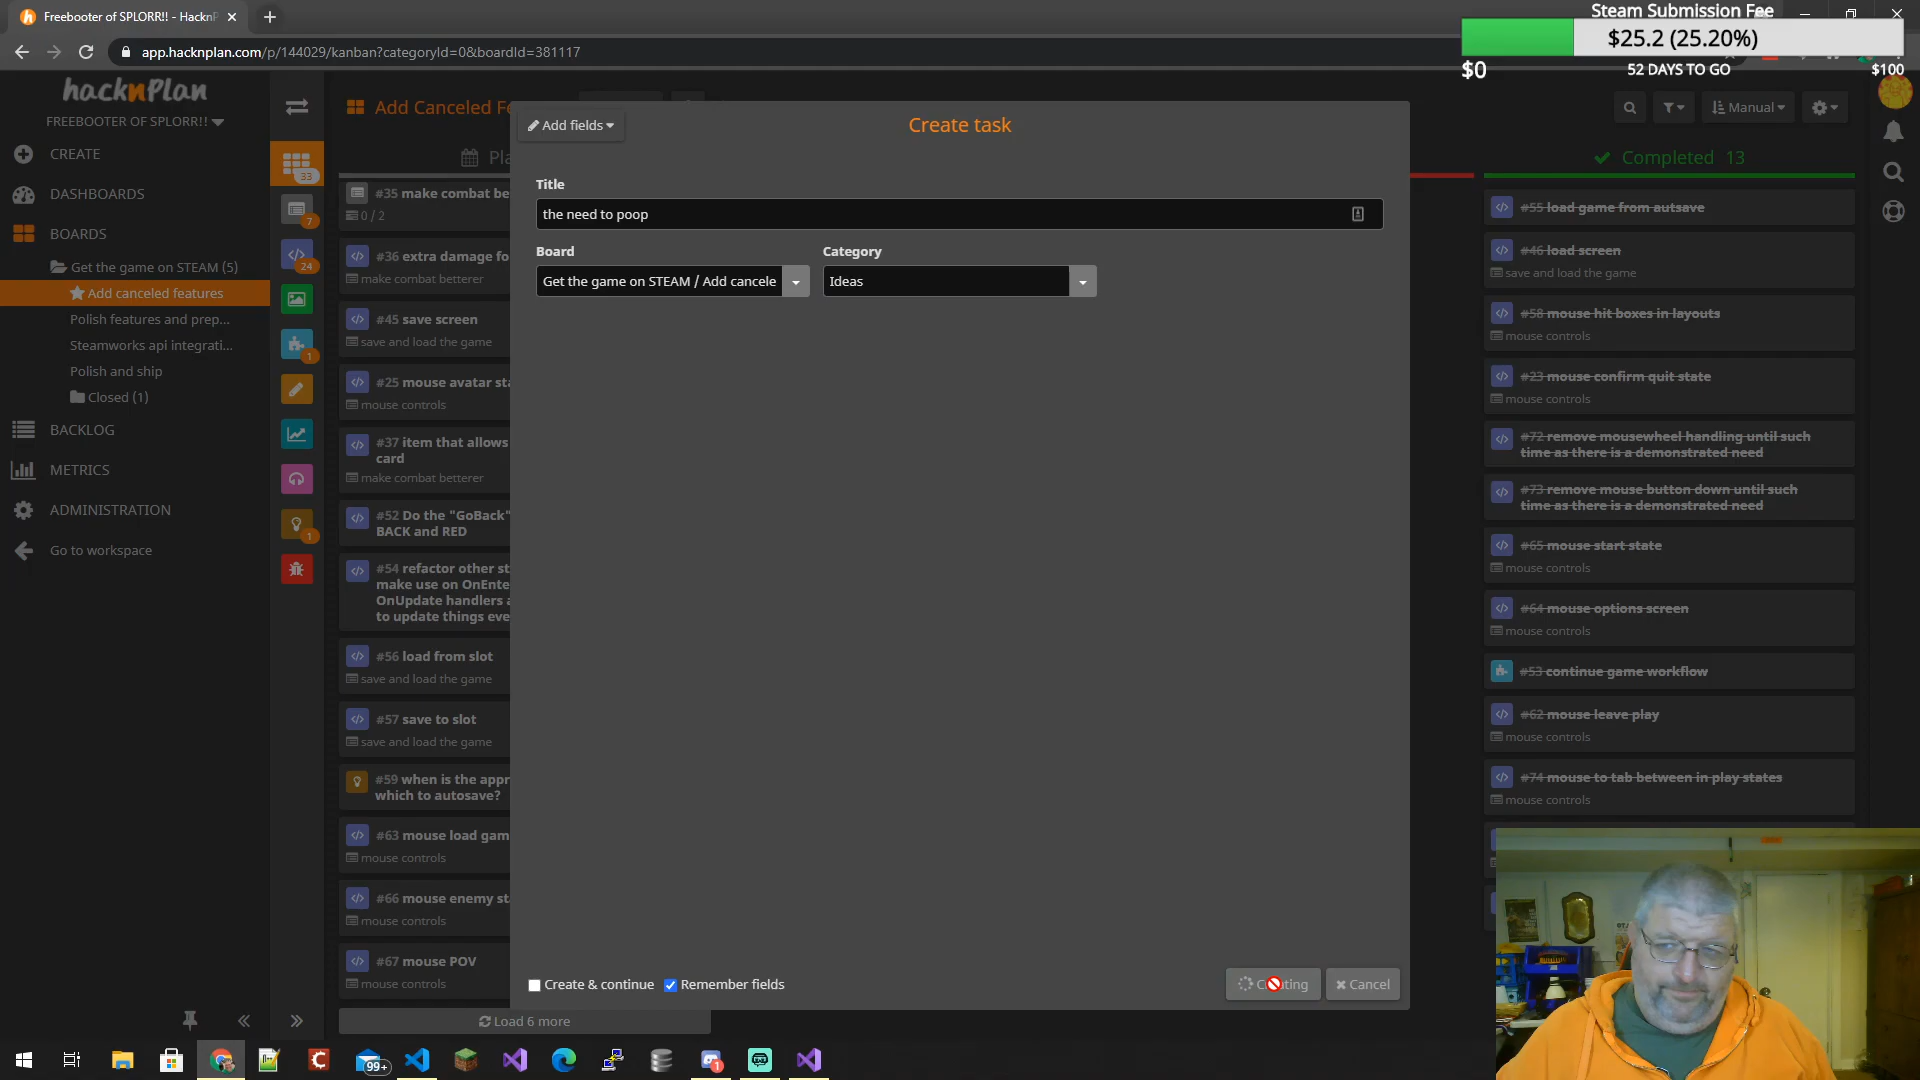 Freebooter of SPLORR!! - HacknP
app.hacknplan.com/p/144029/kanban?categoryId=0&boardId=381117
Steam Submission Fee
$25.2 (25.20%)
$0
52 DAYS TO GO
$100
hacknPlan
FREEBOOTER OF SPLORR!!
CREATE
DASHBOARDS
BOARDS
Get the game on STEAM (5)
Add canceled features
Polish features and prep...
Steamworks api integrati...
Polish and ship
Closed (1)
BACKLOG
METRICS
ADMINISTRATION
Go to workspace
33
7
24
1
1
Add Canceled Fe
Pla
#35 make combat be
0 / 2
#36 extra damage fo
make combat betterer
#45 save screen
save and load the game
#25 mouse avatar sta
mouse controls
#37 item that allows
card
make combat betterer
#52 Do the "GoBack"
BACK and RED
#54 refactor other st
make use on OnEnte
OnUpdate handlers a
to update things eve
#56 load from slot
save and load the game
#57 save to slot
save and load the game
#59 when is the appr
which to autosave?
#63 mouse load gam
mouse controls
#66 mouse enemy sta
mouse controls
#67 mouse POV
mouse controls
Load 6 more
Add fields
Create task
Title
the need to poop
Board
Category
Get the game on STEAM / Add cancele
Ideas
Create & continue
Remember fields
Cancel
Manual
Completed 13
#55 load game from autosave
#46 load screen
save and load the game
#58 mouse hit boxes in layouts
mouse controls
#23 mouse confirm quit state
mouse controls
#72 remove mousewheel handling until such
time as there is a demonstrated need
#73 remove mouse button down until such
time as there is a demonstrated need
#65 mouse start state
mouse controls
#64 mouse options screen
mouse controls
#53 continue game workflow
#62 mouse leave play
mouse controls
#74 mouse to tab between in play states
mouse controls
99+
1